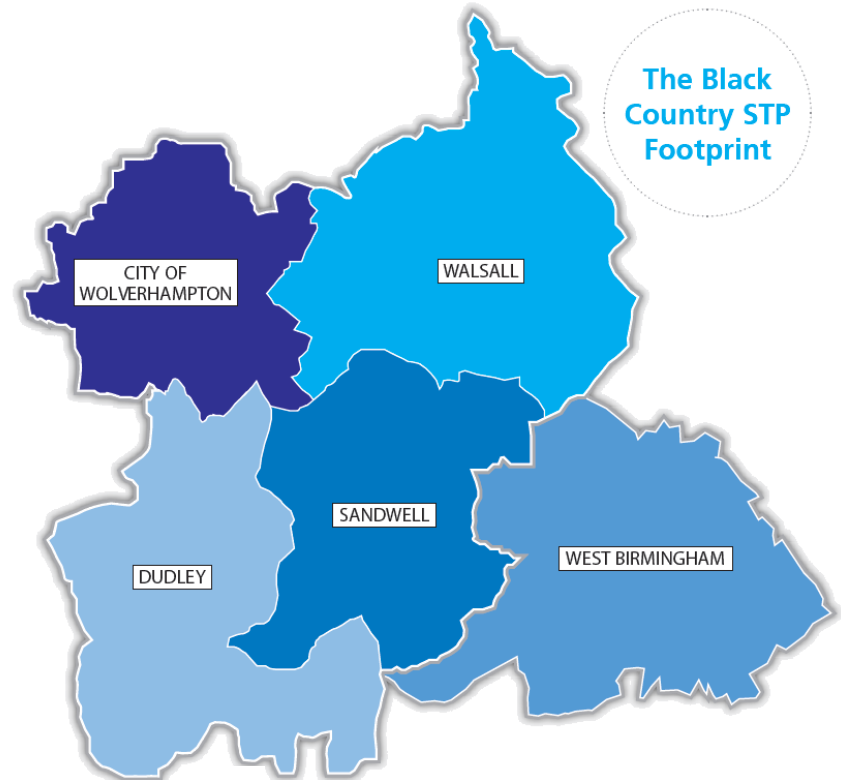 The Black
Country STP
Footprint
CITY OF
WOLVERHAMPTON
WALSALL
SANDWELL
WEST BIRMINGHAM
DUDLEY